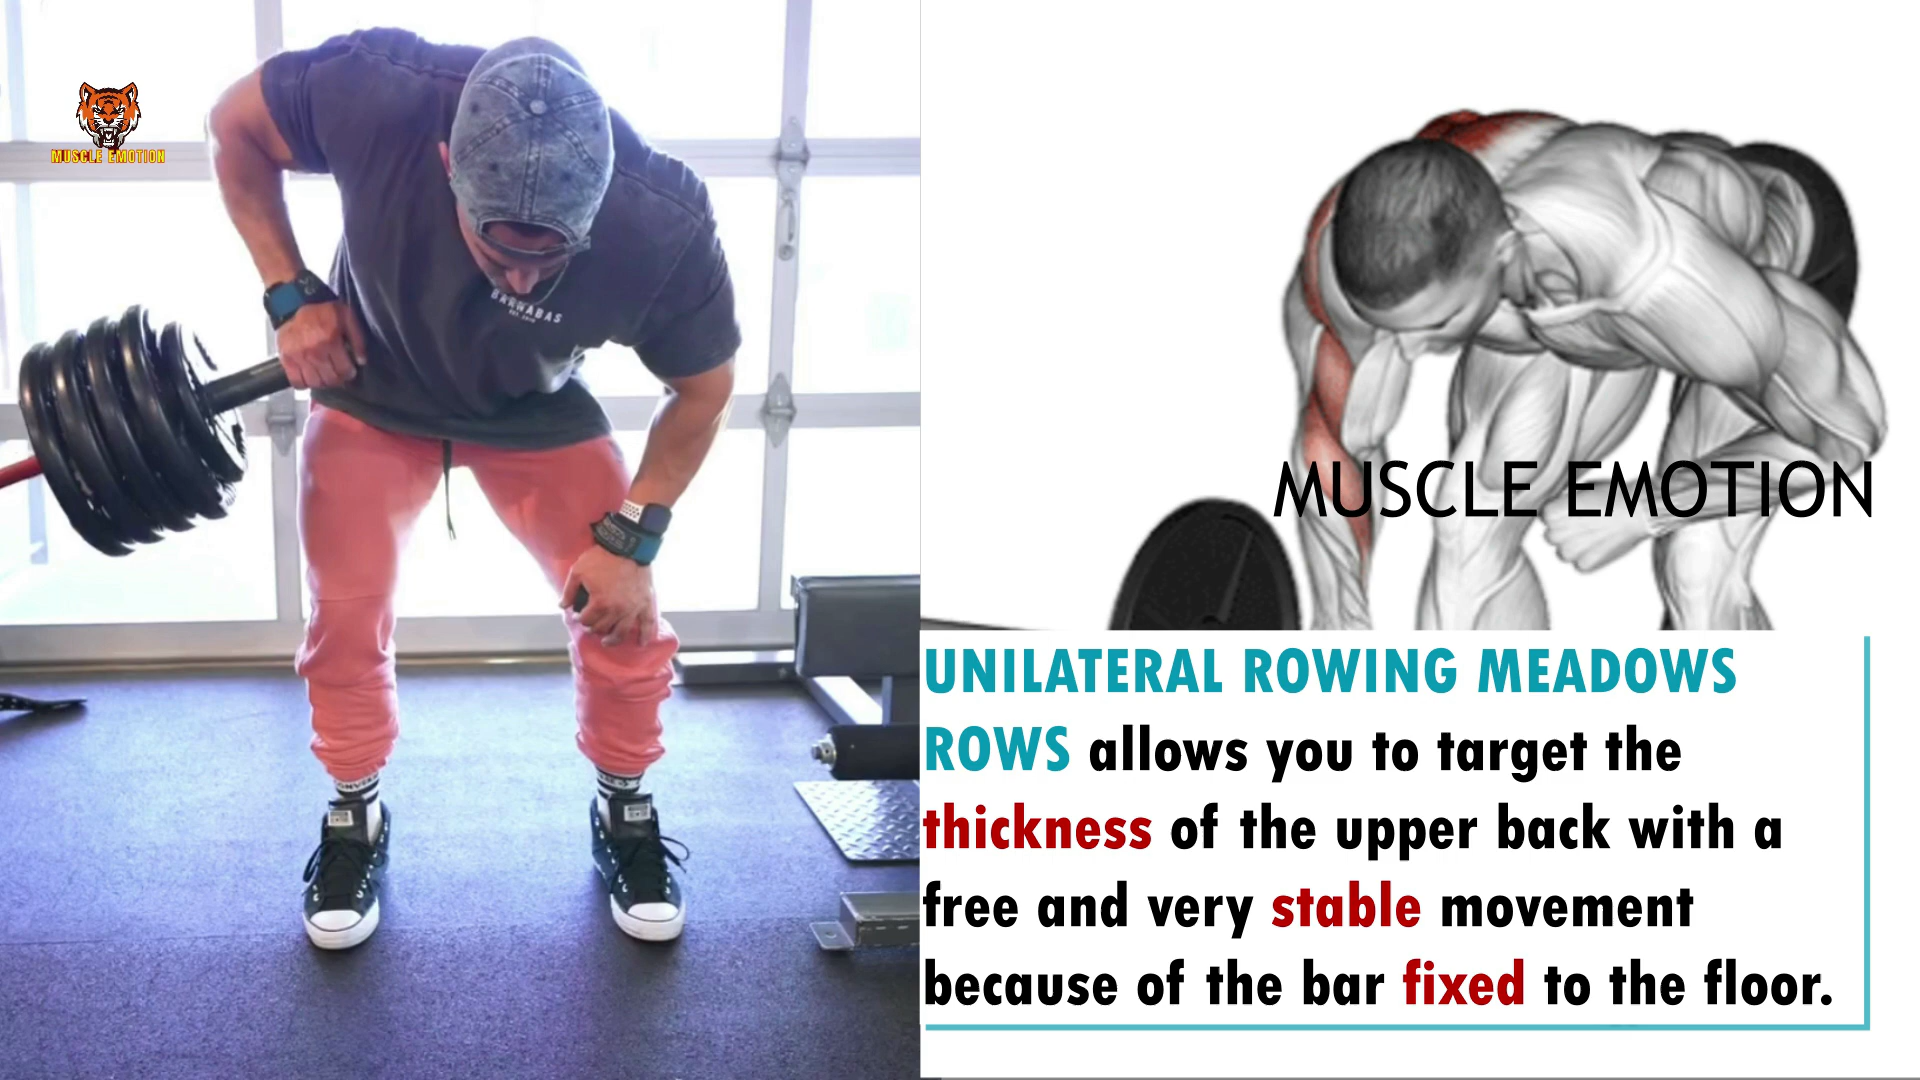 MUSCLE EMOTION
BARWABAS
MUSCLE EMOTION
UNILATERAL ROWING MEADOWS
ROWS allows you to target the
thickness of the upper back with a
free and very stable movement
because of the bar fixed to the floor.